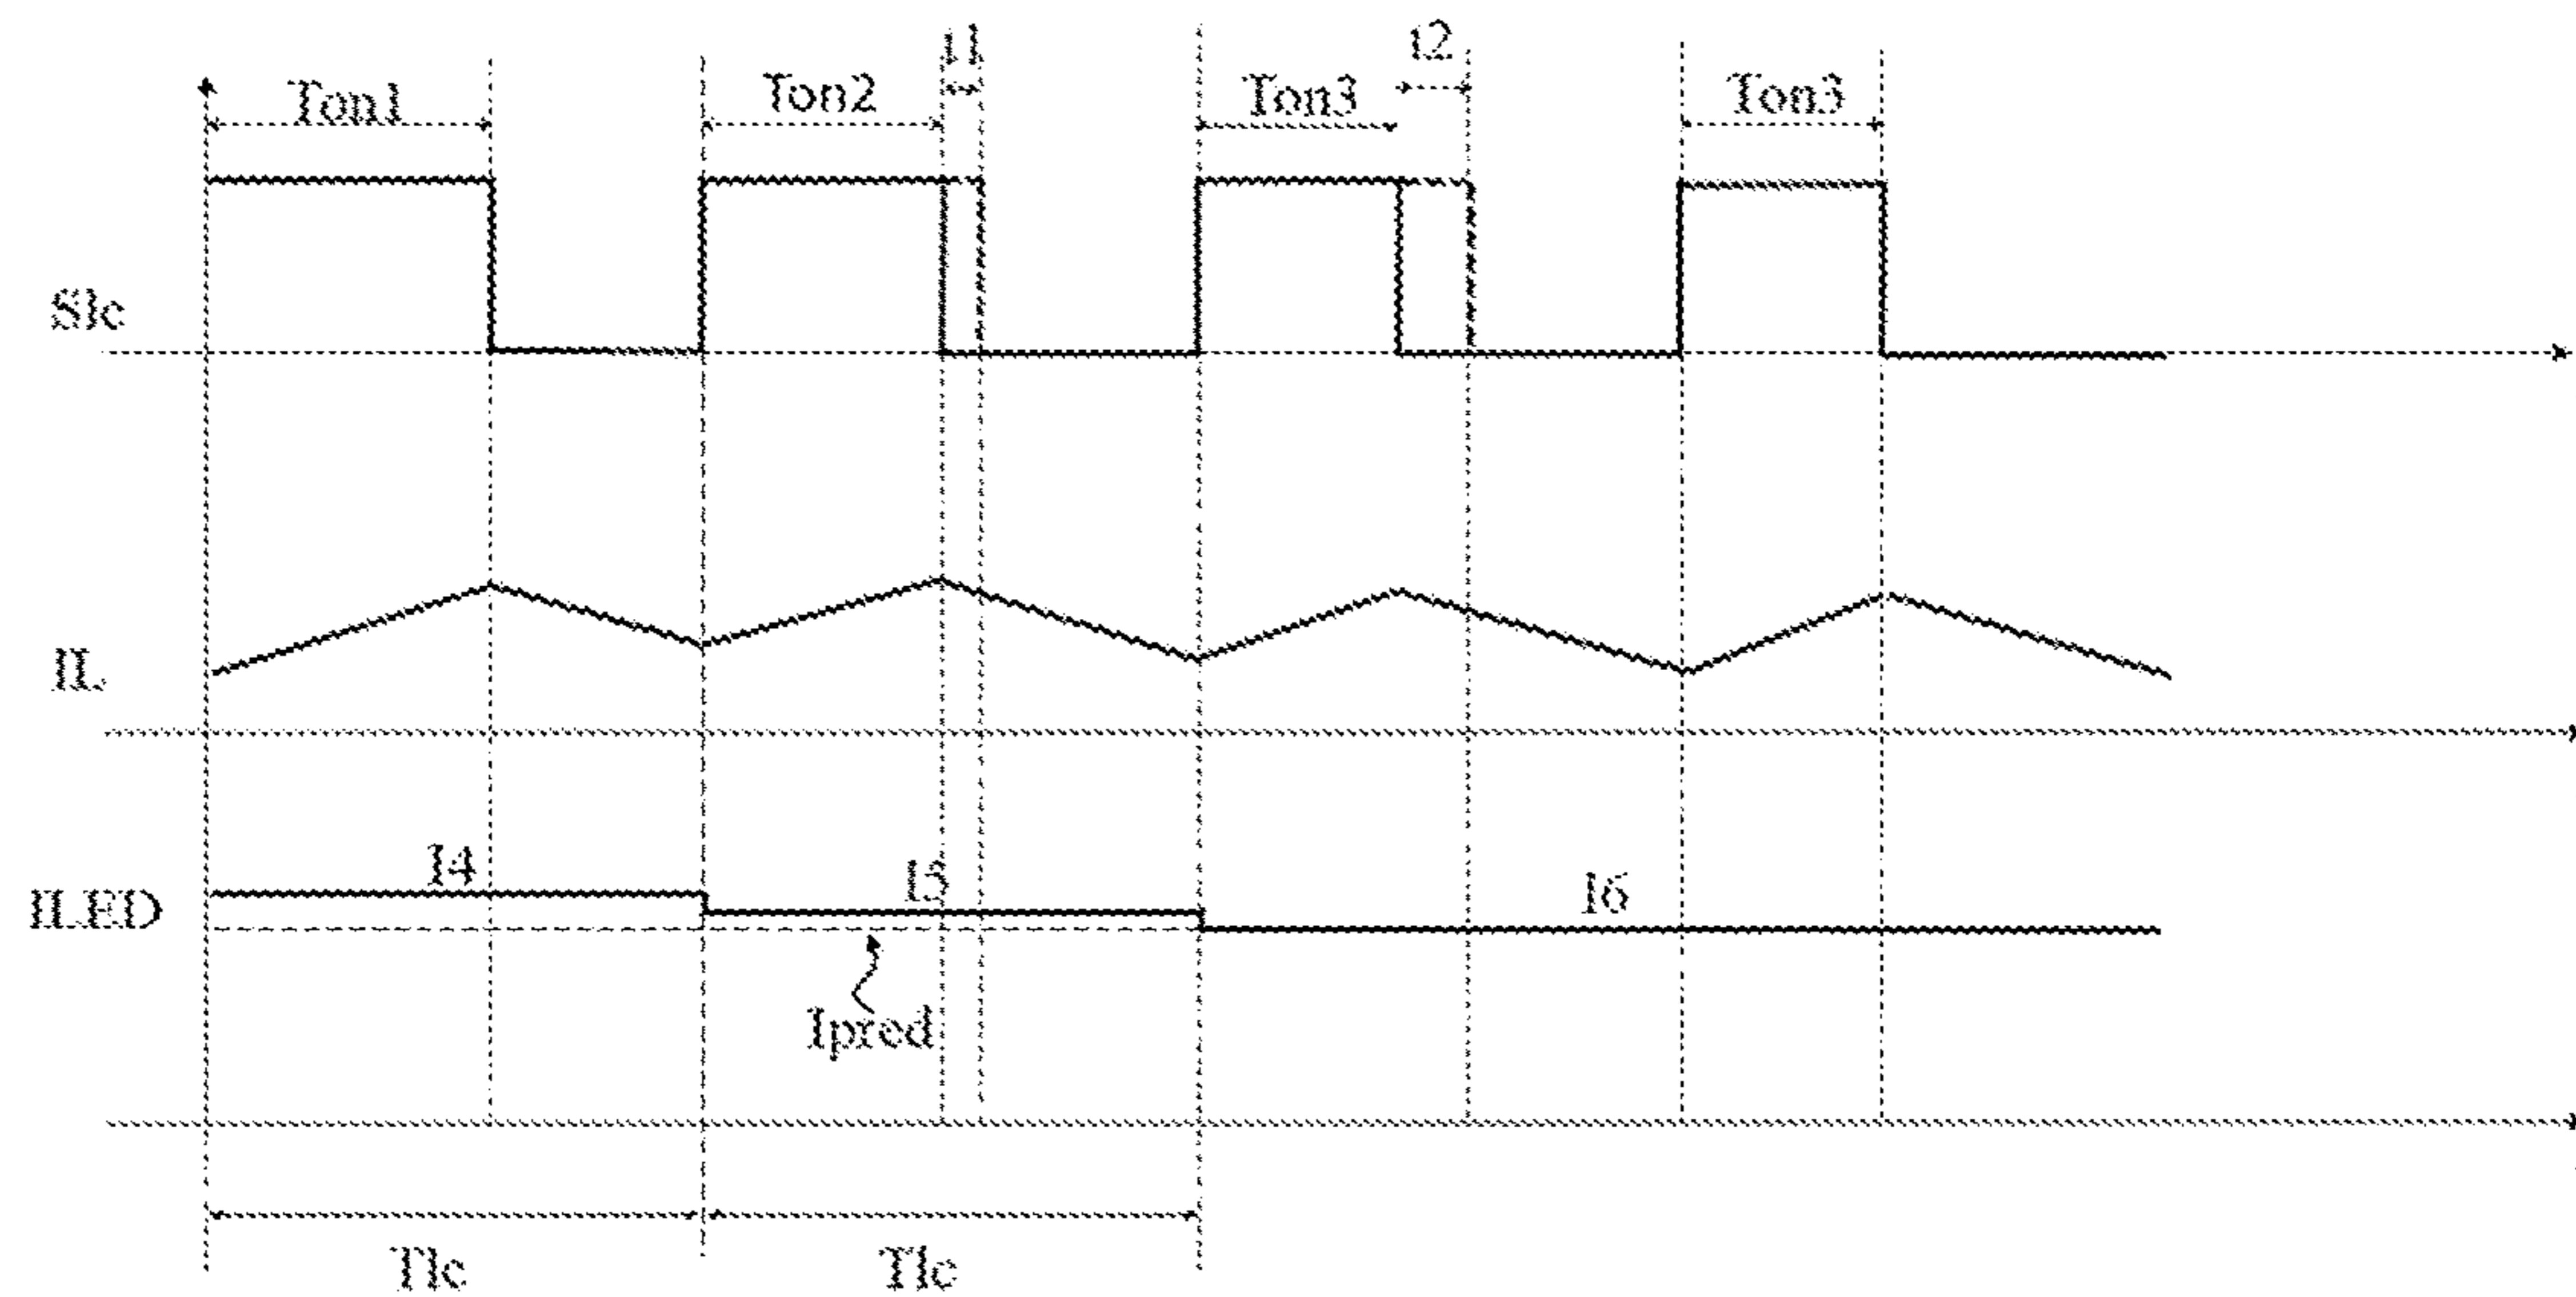 t1
t2
Ton1
Ton2
Ton3
Ton3
Slc
IL
I4
I5
I6
ILED
Ipred
Tlc
Tlc